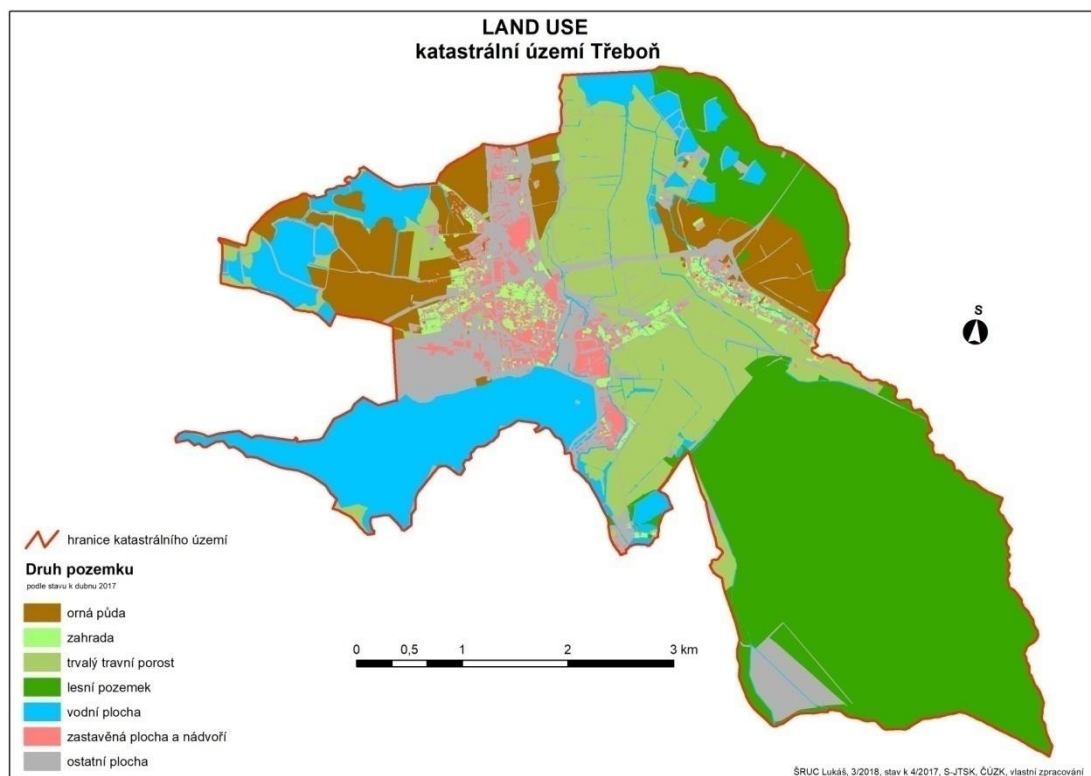 LAND USE
katastrální území Třeboň
S
hranice katastrálního území
Druh pozemku
podle stavu k dubnu 2017
orná půda
zahrada
trvalý travní porost
lesní pozemek
vodní plocha
zastavěná plocha a nádvoří
ostatní plocha
0 0,5 1 2 3 km
ŠRUC Lukáš, 3/2018, stav k 4/2017, S-JTSK, ČÚZK, vlastní zpracování